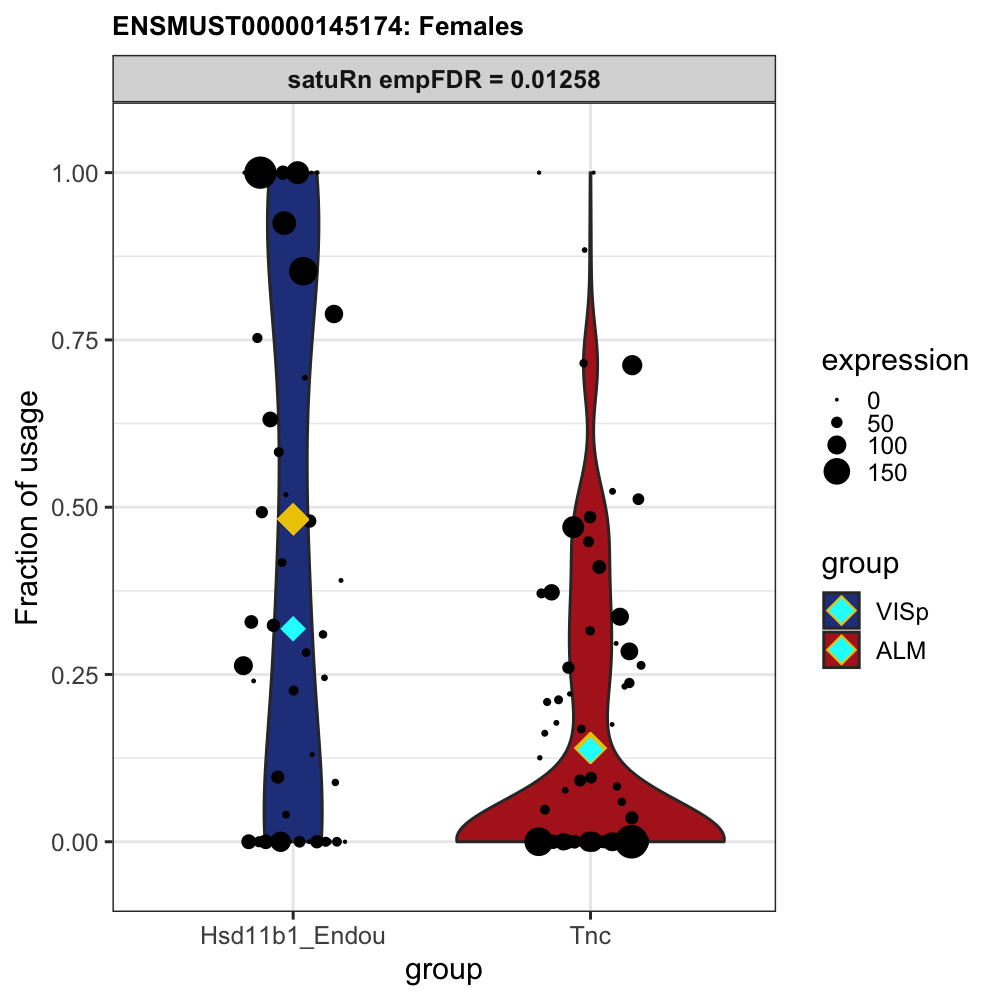 ENSMUST00000145174: Females
satuRn empFDR = 0.01258
Fraction of usage
1.00
0.75
0.50
0.25
0.00
Hsd11b1_Endou
Tnc
group
expression
0
50
100
150
group
VISp
ALM